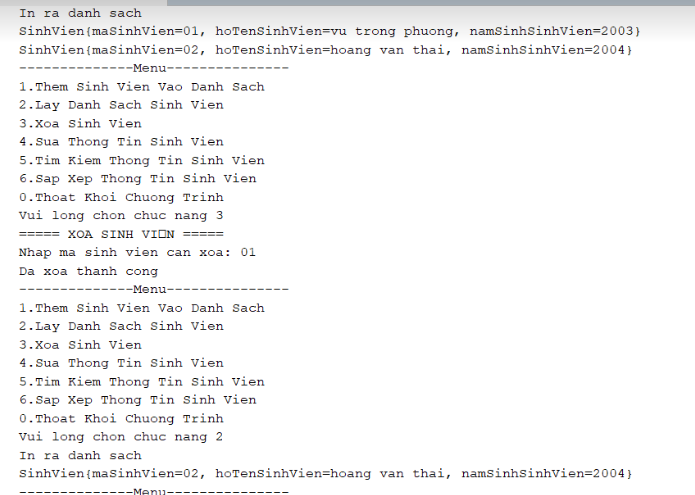 In ra danh sach
SinhVien{maSinhVien=01, hoTenSinhVien=vu trong phuong, namSinhSinhVien=2003}
SinhVien{maSinhVien=02, hoTenSinhVien=hoang van thai, namSinhSinhVien=2004}
--------------Menu---------------
1.Them Sinh Vien Vao Danh Sach
2.Lay Danh Sach Sinh Vien
3.Xoa Sinh Vien
4.Sua Thong Tin Sinh Vien
5.Tim Kiem Thong Tin Sinh Vien
6.Sap Xep Thong Tin Sinh Vien
0.Thoat Khoi Chuong Trinh
Vui long chon chuc nang 3
===== XOA SINH VI□N =====
Nhap ma sinh vien can xoa: 01
Da xoa thanh cong
--------------Menu---------------
1.Them Sinh Vien Vao Danh Sach
2.Lay Danh Sach Sinh Vien
3.Xoa Sinh Vien
4.Sua Thong Tin Sinh Vien
5.Tim Kiem Thong Tin Sinh Vien
6.Sap Xep Thong Tin Sinh Vien
0.Thoat Khoi Chuong Trinh
Vui long chon chuc nang 2
In ra danh sach
SinhVien{maSinhVien=02, hoTenSinhVien=hoang van thai, namSinhSinhVien=2004}
--------------Menu---------------